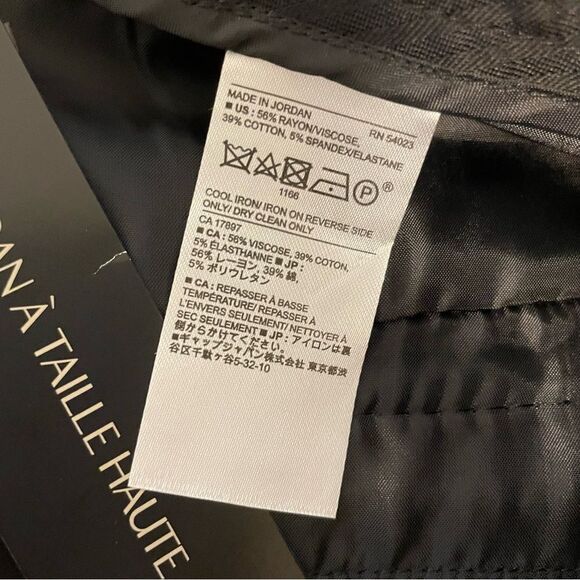 MADE IN JORDAN RN 54023
■ US : 56% RAYON/VISCOSE,
39% COTTON, 5% SPANDEX/ELASTANE
P ®
1166
COOL IRON/ IRON ON REVERSE SIDE
ONLY/ DRY CLEAN ONLY
CA 17897
■ CA : 56% VISCOSE, 39% COTON,
5% ÉLASTHANNE ■ JP :
56% レーヨン, 39% 綿,
5% ポリウレタン
■ CA : REPASSER À BASSE
TEMPÉRATURE/ REPASSER À
L'ENVERS SEULEMENT/ NETTOYER À
SEC SEULEMENT ■ JP : アイロンは裏
側からかけてください.
■ギャップジャパン株式会社 東京都渋
谷区千駄ヶ谷5-32-10
À TAILLE HAUTE